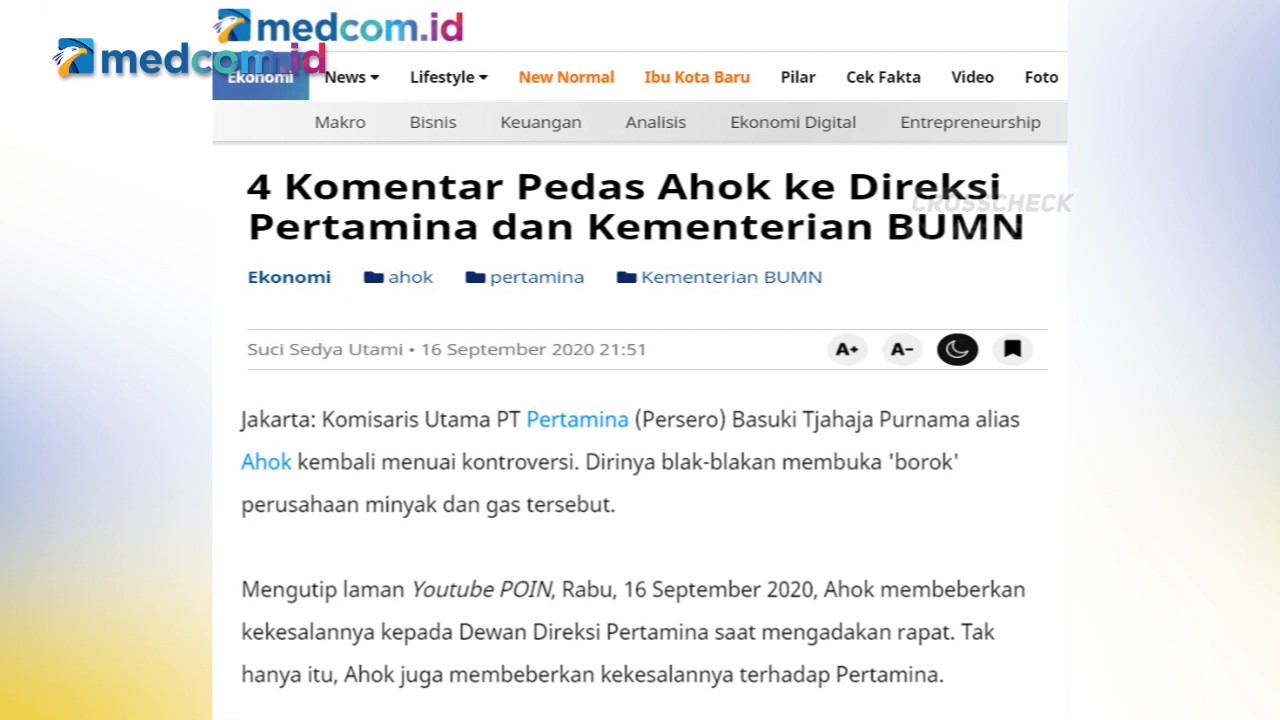 medcom.id
medcom.id
Ekonomi News Lifestyle New Normal Ibu Kota Baru Pilar Cek Fakta Video Foto
Makro Bisnis Keuangan Analisis Ekonomi Digital Entrepreneurship
4 Komentar Pedas Ahok ke Direksi
CROSSCHECK
Pertamina dan Kementerian BUMN
Ekonomi ahok pertamina Kementerian BUMN
Suci Sedya Utami • 16 September 2020 21:51 A+ A-
Jakarta: Komisaris Utama PT Pertamina (Persero) Basuki Tjahaja Purnama alias
Ahok kembali menuai kontroversi. Dirinya blak-blakan membuka 'borok'
perusahaan minyak dan gas tersebut.
Mengutip laman Youtube POIN, Rabu, 16 September 2020, Ahok membeberkan
kekesalannya kepada Dewan Direksi Pertamina saat mengadakan rapat. Tak
hanya itu, Ahok juga membeberkan kekesalannya terhadap Pertamina.